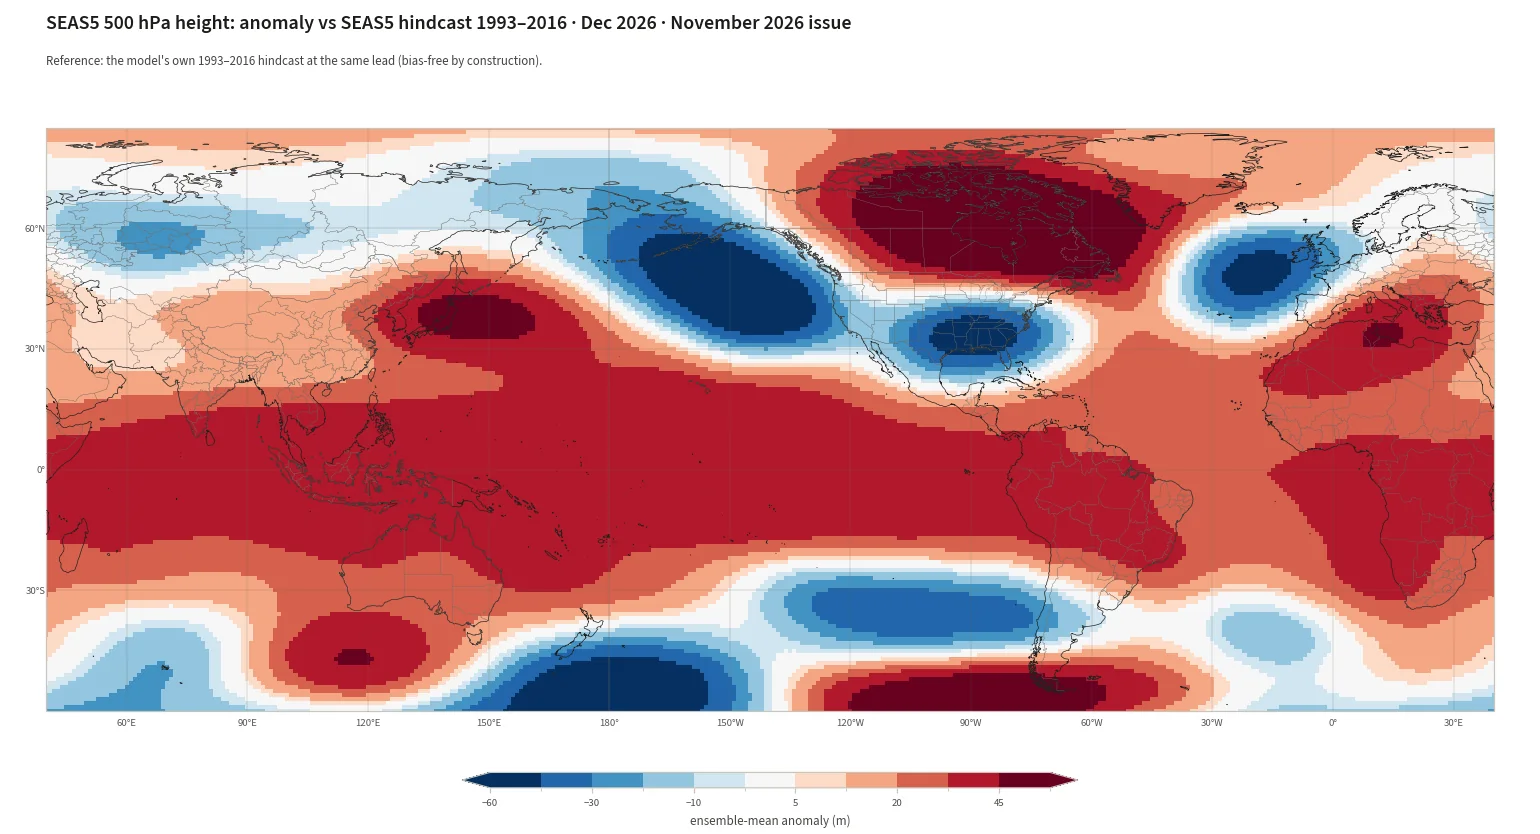 SEAS5 500 hPa height: anomaly vs SEAS5 hindcast 1993–2016 · Dec 2026 · November 2026 issue
Reference: the model's own 1993–2016 hindcast at the same lead (bias-free by construction).
60°N
30°N
0°
30°S
60°E 90°E 120°E 150°E 180° 150°W 120°W 90°W 60°W 30°W 0° 30°E
−60 −30 −10 5 20 45
ensemble-mean anomaly (m)